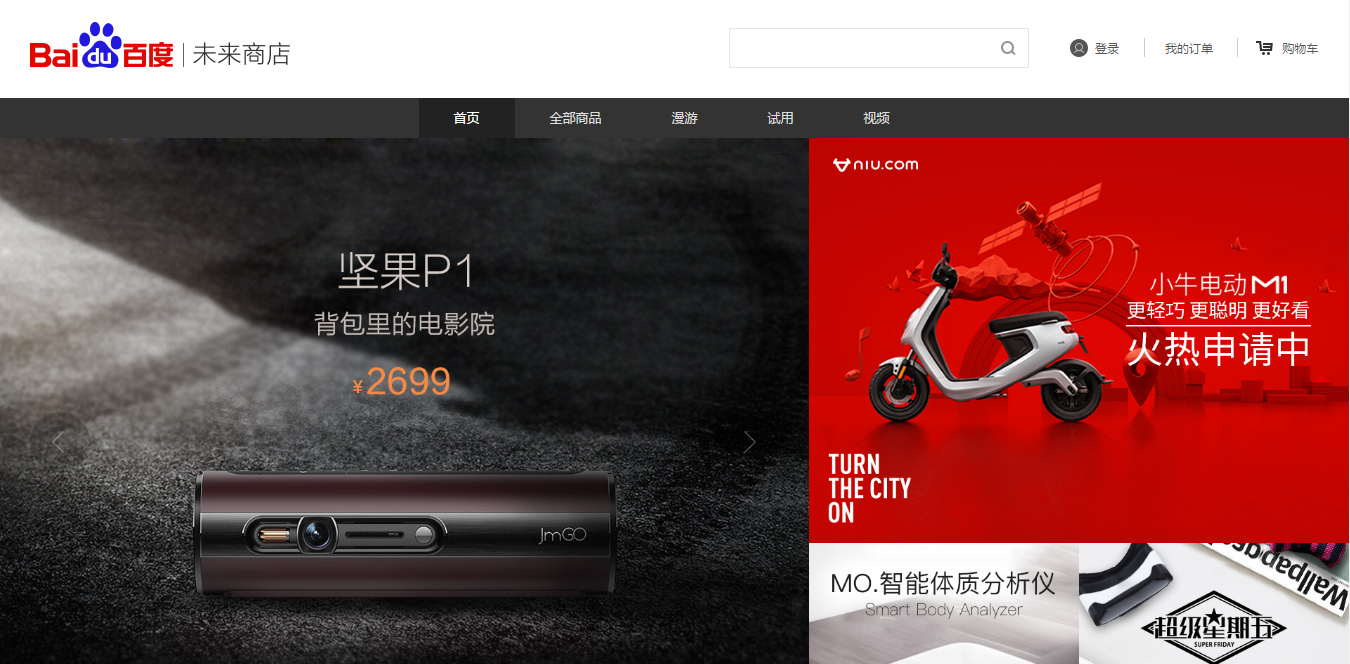 Bai du 百度 | 未来商店
登录
我的订单
购物车
首页
全部商品
漫游
试用
视频
坚果P1
背包里的电影院
¥2699
JmGO
niu.com
小牛电动M1
更轻巧 更聪明 更好看
火热申请中
TURN
THE CITY
ON
MO.智能体质分析仪
Smart Body Analyzer
超级星期五
SUPER FRIDAY